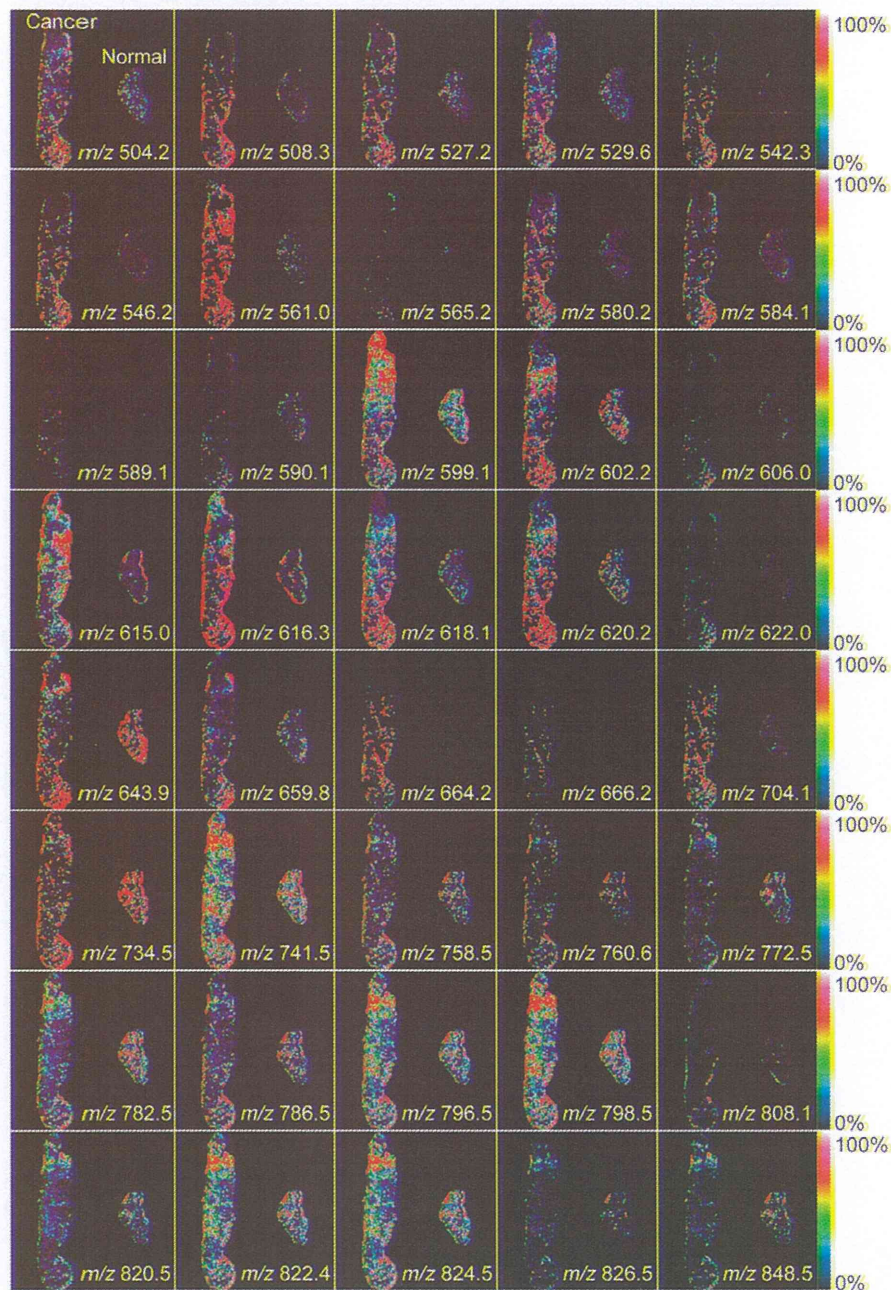 Cancer
Normal
100%
m/z 504.2 m/z 508.3 m/z 527.2 m/z 529.6 m/z 542.3 0%
100%
m/z 546.2 m/z 561.0 m/z 565.2 m/z 580.2 m/z 584.1 0%
100%
m/z 589.1 m/z 590.1 m/z 599.1 m/z 602.2 m/z 606.0 0%
100%
m/z 615.0 m/z 616.3 m/z 618.1 m/z 620.2 m/z 622.0 0%
100%
m/z 643.9 m/z 659.8 m/z 664.2 m/z 666.2 m/z 704.1 0%
100%
m/z 734.5 m/z 741.5 m/z 758.5 m/z 760.6 m/z 772.5 0%
100%
m/z 782.5 m/z 786.5 m/z 796.5 m/z 798.5 m/z 808.1 0%
100%
m/z 820.5 m/z 822.4 m/z 824.5 m/z 826.5 m/z 848.5 0%